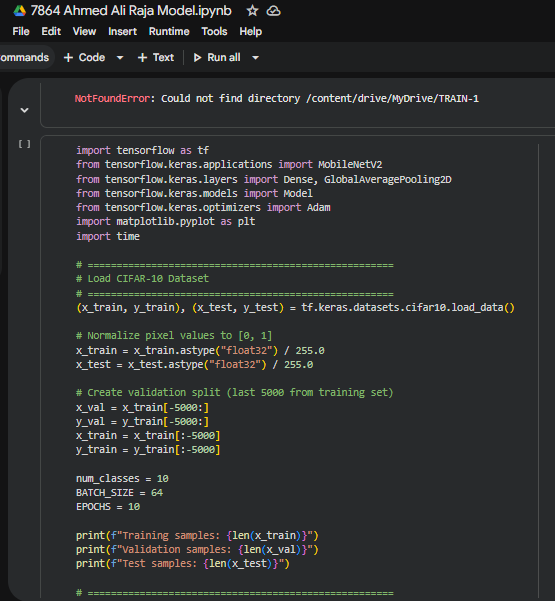 7864 Ahmed Ali Raja Model.ipynb
File Edit View Insert Runtime Tools Help
ommands + Code + Text Run all
NotFoundError: Could not find directory /content/drive/MyDrive/TRAIN-1
[ ]
import tensorflow as tf
from tensorflow.keras.applications import MobileNetV2
from tensorflow.keras.layers import Dense, GlobalAveragePooling2D
from tensorflow.keras.models import Model
from tensorflow.keras.optimizers import Adam
import matplotlib.pyplot as plt
import time
# ==================================================
# Load CIFAR-10 Dataset
# ==================================================
(x_train, y_train), (x_test, y_test) = tf.keras.datasets.cifar10.load_data()
# Normalize pixel values to [0, 1]
x_train = x_train.astype("float32") / 255.0
x_test = x_test.astype("float32") / 255.0
# Create validation split (last 5000 from training set)
x_val = x_train[-5000:]
y_val = y_train[-5000:]
x_train = x_train[:-5000]
y_train = y_train[:-5000]
num_classes = 10
BATCH_SIZE = 64
EPOCHS = 10
print(f"Training samples: {len(x_train)}")
print(f"Validation samples: {len(x_val)}")
print(f"Test samples: {len(x_test)}")
# ==================================================